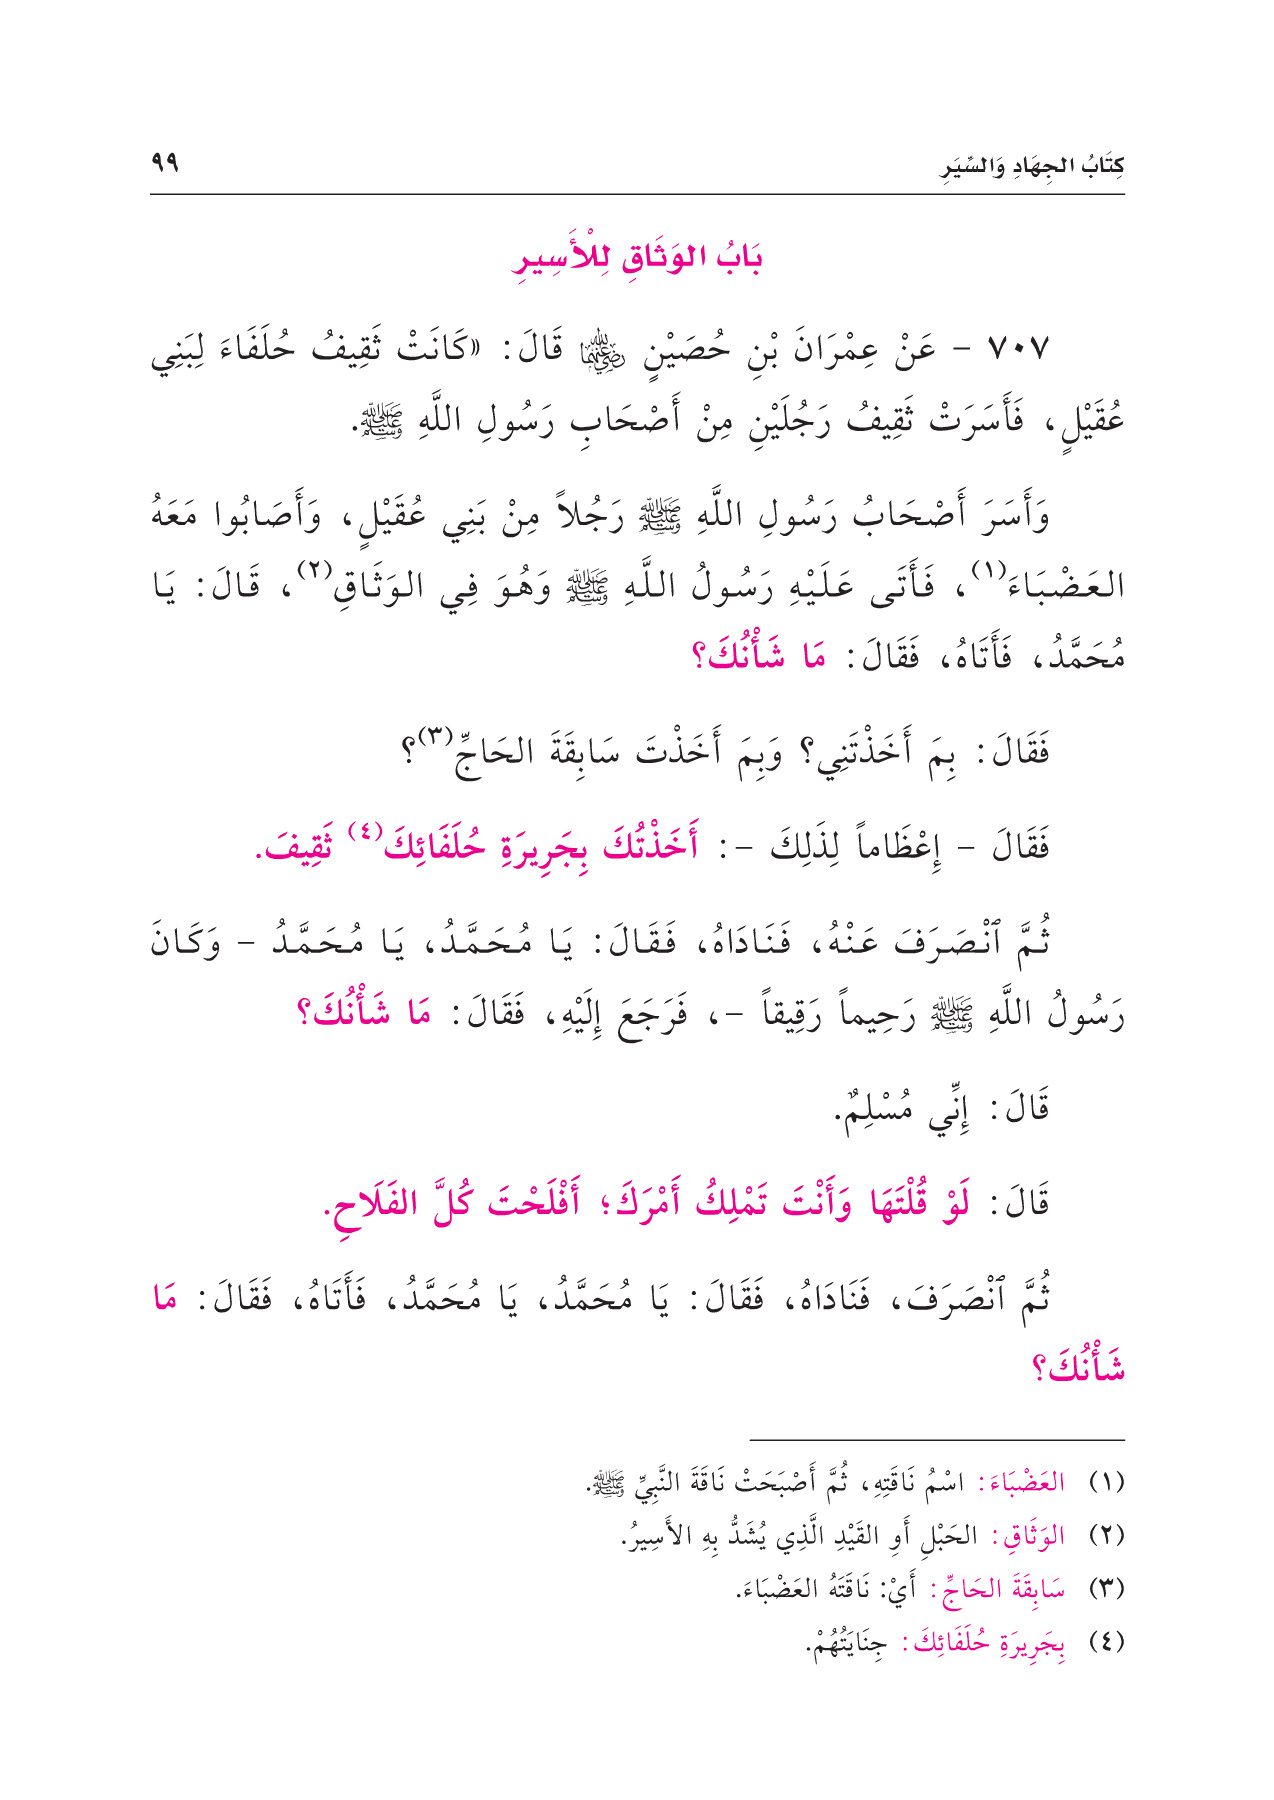 كِتَابُ الجِهَادِ وَالسِّيَرِ ٩٩
بَابُ الوَثَاقِ لِلْأَسِيرِ
٧٠٧ - عَنْ عِمْرَانَ بْنِ حُصَيْنٍ رضي الله عنهما قَالَ: «كَانَتْ ثَقِيفُ حُلَفَاءَ لِبَنِي
عُقَيْلٍ، فَأَسَرَتْ ثَقِيفُ رَجُلَيْنِ مِنْ أَصْحَابِ رَسُولِ اللَّهِ ﷺ.
وَأَسَرَ أَصْحَابُ رَسُولِ اللَّهِ ﷺ رَجُلاً مِنْ بَنِي عُقَيْلٍ، وَأَصَابُوا مَعَهُ
العَضْبَاءَ(١)، فَأَتَى عَلَيْهِ رَسُولُ اللَّهِ ﷺ وَهُوَ فِي الوَثَاقِ(٢)، قَالَ: يَا
مُحَمَّدُ، فَأَتَاهُ، فَقَالَ: مَا شَأْنُكَ؟
فَقَالَ: بِمَ أَخَذْتَنِي؟ وَبِمَ أَخَذْتَ سَابِقَةَ الحَاجِّ(٣)؟
فَقَالَ - إِعْظَاماً لِذَلِكَ -: أَخَذْتُكَ بِجَرِيرَةِ حُلَفَائِكَ(٤) ثَقِيفَ.
ثُمَّ ٱنْصَرَفَ عَنْهُ، فَنَادَاهُ، فَقَالَ: يَا مُحَمَّدُ، يَا مُحَمَّدُ - وَكَانَ
رَسُولُ اللَّهِ ﷺ رَحِيماً رَقِيقاً -، فَرَجَعَ إِلَيْهِ، فَقَالَ: مَا شَأْنُكَ؟
قَالَ: إِنِّي مُسْلِمٌ.
قَالَ: لَوْ قُلْتَهَا وَأَنْتَ تَمْلِكُ أَمْرَكَ؛ أَفْلَحْتَ كُلَّ الفَلَاحِ.
ثُمَّ ٱنْصَرَفَ، فَنَادَاهُ، فَقَالَ: يَا مُحَمَّدُ، يَا مُحَمَّدُ، فَأَتَاهُ، فَقَالَ: مَا
شَأْنُكَ؟
(١) العَضْبَاءَ: اسْمُ نَاقَتِهِ، ثُمَّ أَصْبَحَتْ نَاقَةَ النَّبِيِّ ﷺ.
(٢) الوَثَاقِ: الحَبْلِ أَوِ القَيْدِ الَّذِي يُشَدُّ بِهِ الأَسِيرُ.
(٣) سَابِقَةَ الحَاجِّ: أَيْ: نَاقَتَهُ العَضْبَاءَ.
(٤) بِجَرِيرَةِ حُلَفَائِكَ: جِنَايَتُهُمْ.